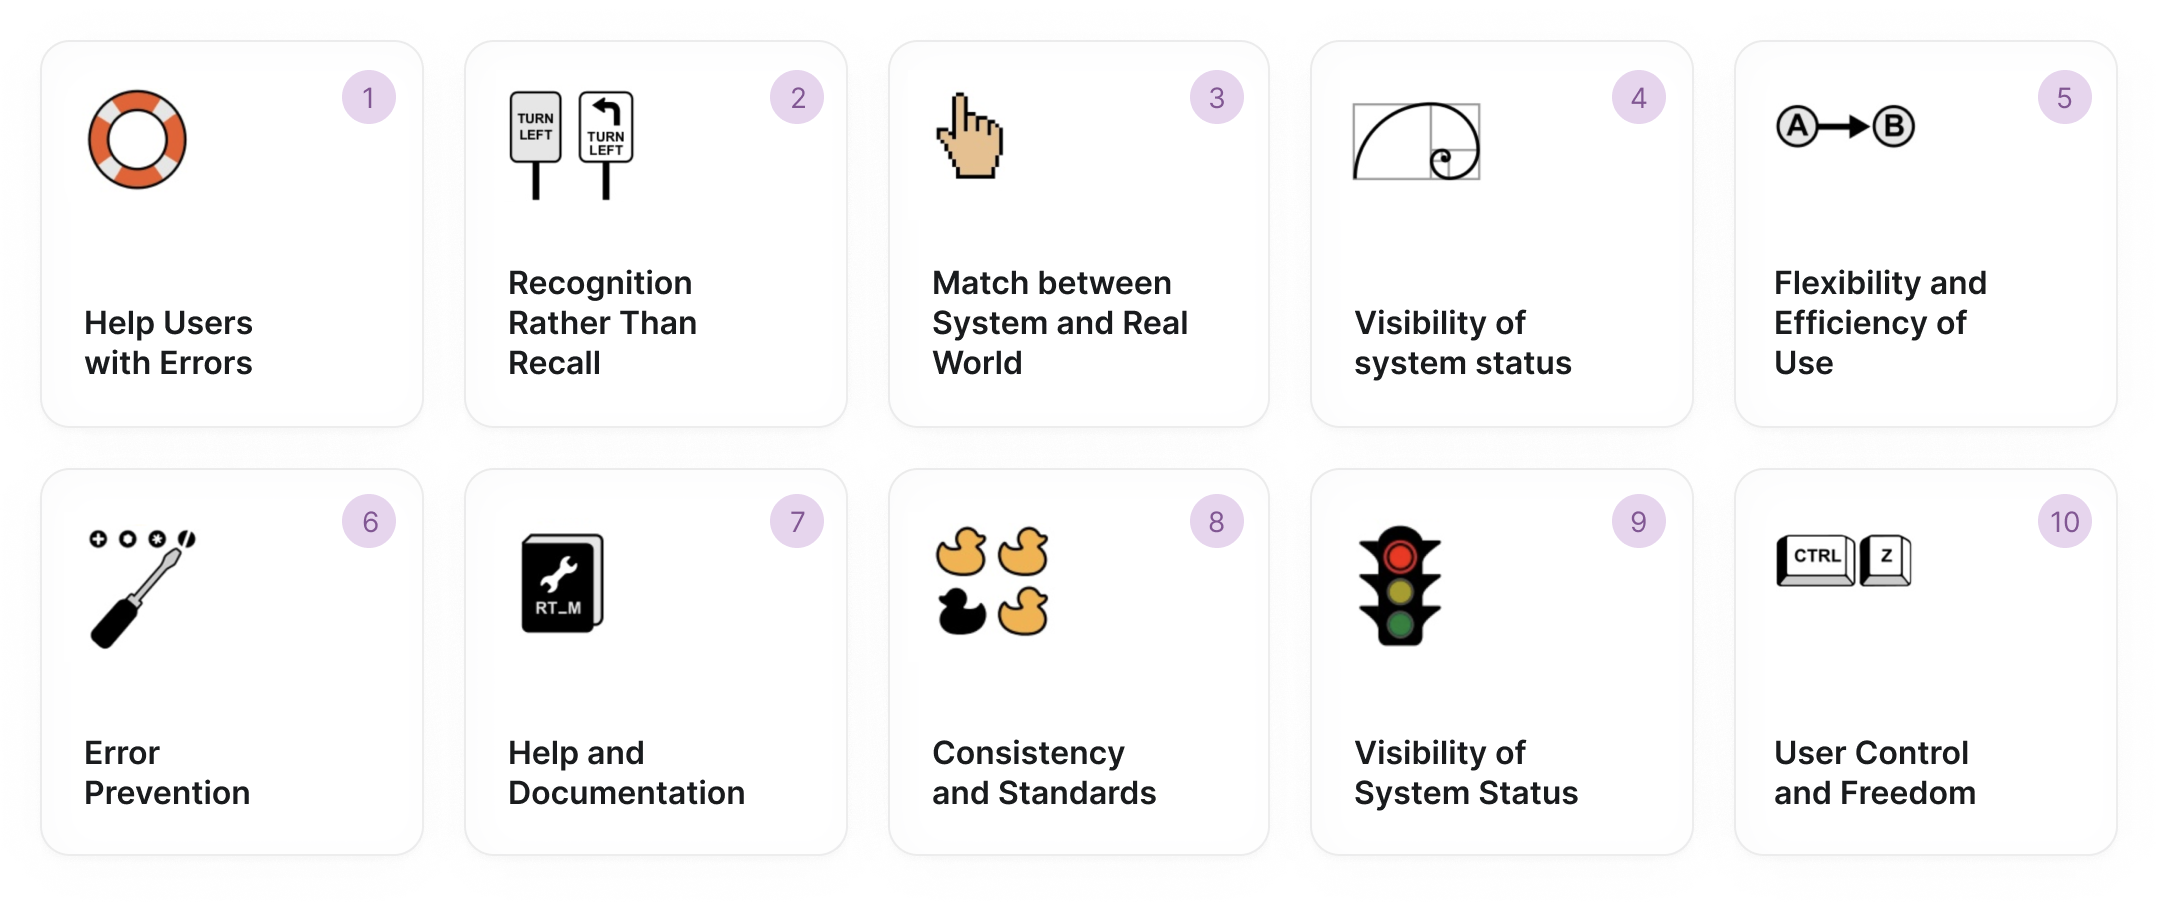 1
TURN
LEFT
TURN
LEFT
2
3
4
A B
5
Help Users
with Errors
Recognition
Rather Than
Recall
Match between
System and Real
World
Visibility of
system status
Flexibility and
Efficiency of
Use
6
RT_M
7
8
9
CTRL Z
10
Error
Prevention
Help and
Documentation
Consistency
and Standards
Visibility of
System Status
User Control
and Freedom